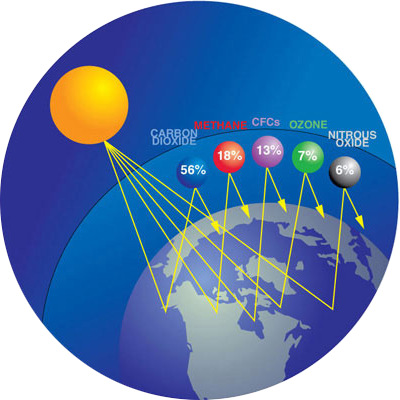 CARBON
DIOXIDE
METHANE
CFCs
OZONE
NITROUS
OXIDE
56%
18%
13%
7%
6%